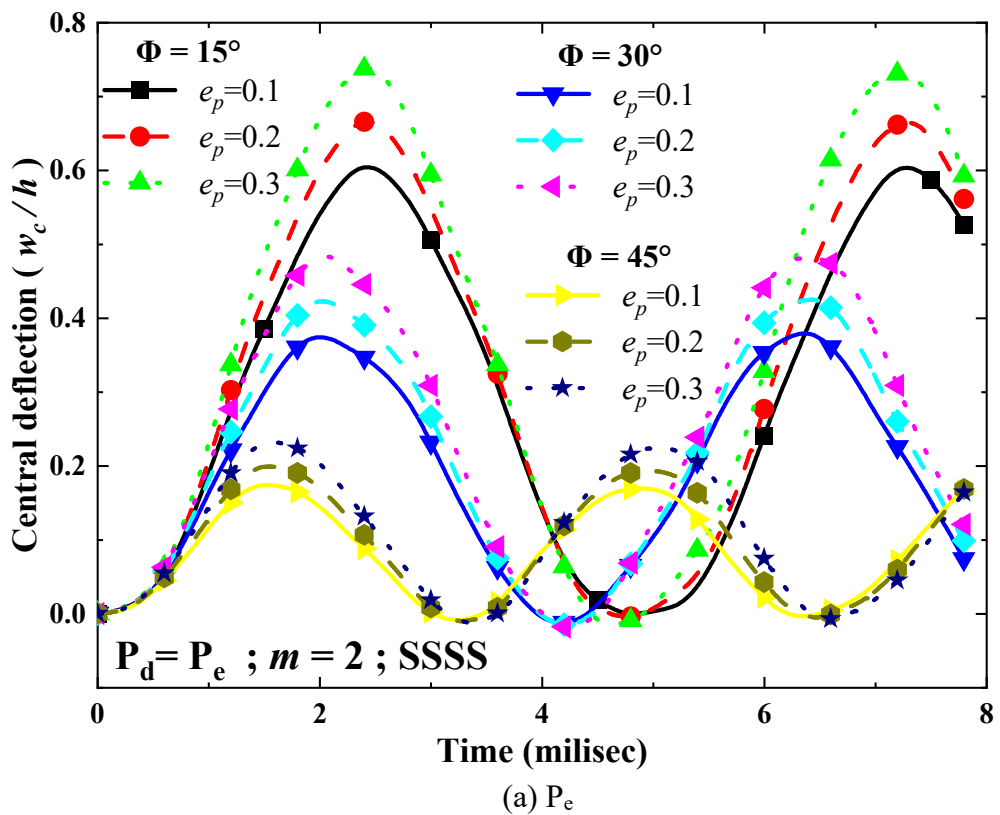 0.8
0.6
0.4
0.2
0.0
Central deflection ( w_c / h )
Φ = 15°
e_p=0.1
e_p=0.2
e_p=0.3
Φ = 30°
e_p=0.1
e_p=0.2
e_p=0.3
Φ = 45°
e_p=0.1
e_p=0.2
e_p=0.3
P_d= P_e ; m = 2 ; SSSS
0 2 4 6 8
Time (milisec)
(a) P_e